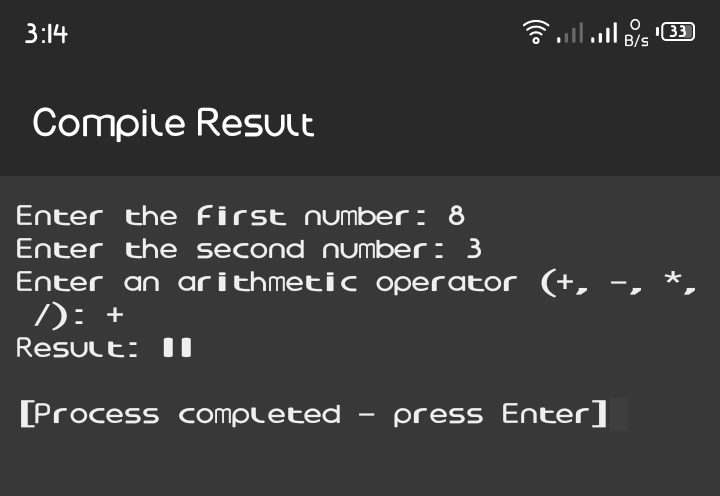 3:14
0
B/s
33
Compile Result
Enter the first number: 8
Enter the second number: 3
Enter an arithmetic operator (+, -, *,
/): +
Result: 11

[Process completed - press Enter]